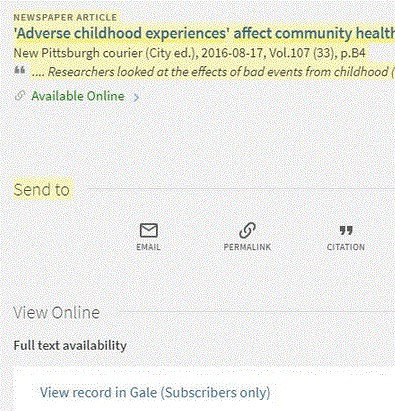 NEWSPAPER ARTICLE
'Adverse childhood experiences' affect community health
New Pittsburgh courier (City ed.), 2016-08-17, Vol.107 (33), p.B4
❝ .... Researchers looked at the effects of bad events from childhood (
Available Online >
Send to
EMAIL PERMALINK CITATION
View Online
Full text availability
View record in Gale (Subscribers only)